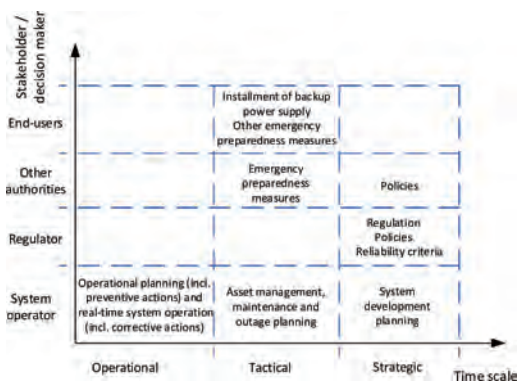 Stakeholder /
decision maker
End-users
Installment of backup
power supply
Other emergency
preparedness measures
Other
authorities
Emergency
preparedness
measures
Policies
Regulator
Regulation
Policies
Reliability criteria
System
operator
Operational planning (incl.
preventive actions) and
real-time system operation
(incl. corrective actions)
Asset management,
maintenance and
outage planning
System
development
planning
Operational
Tactical
Strategic
Time scale